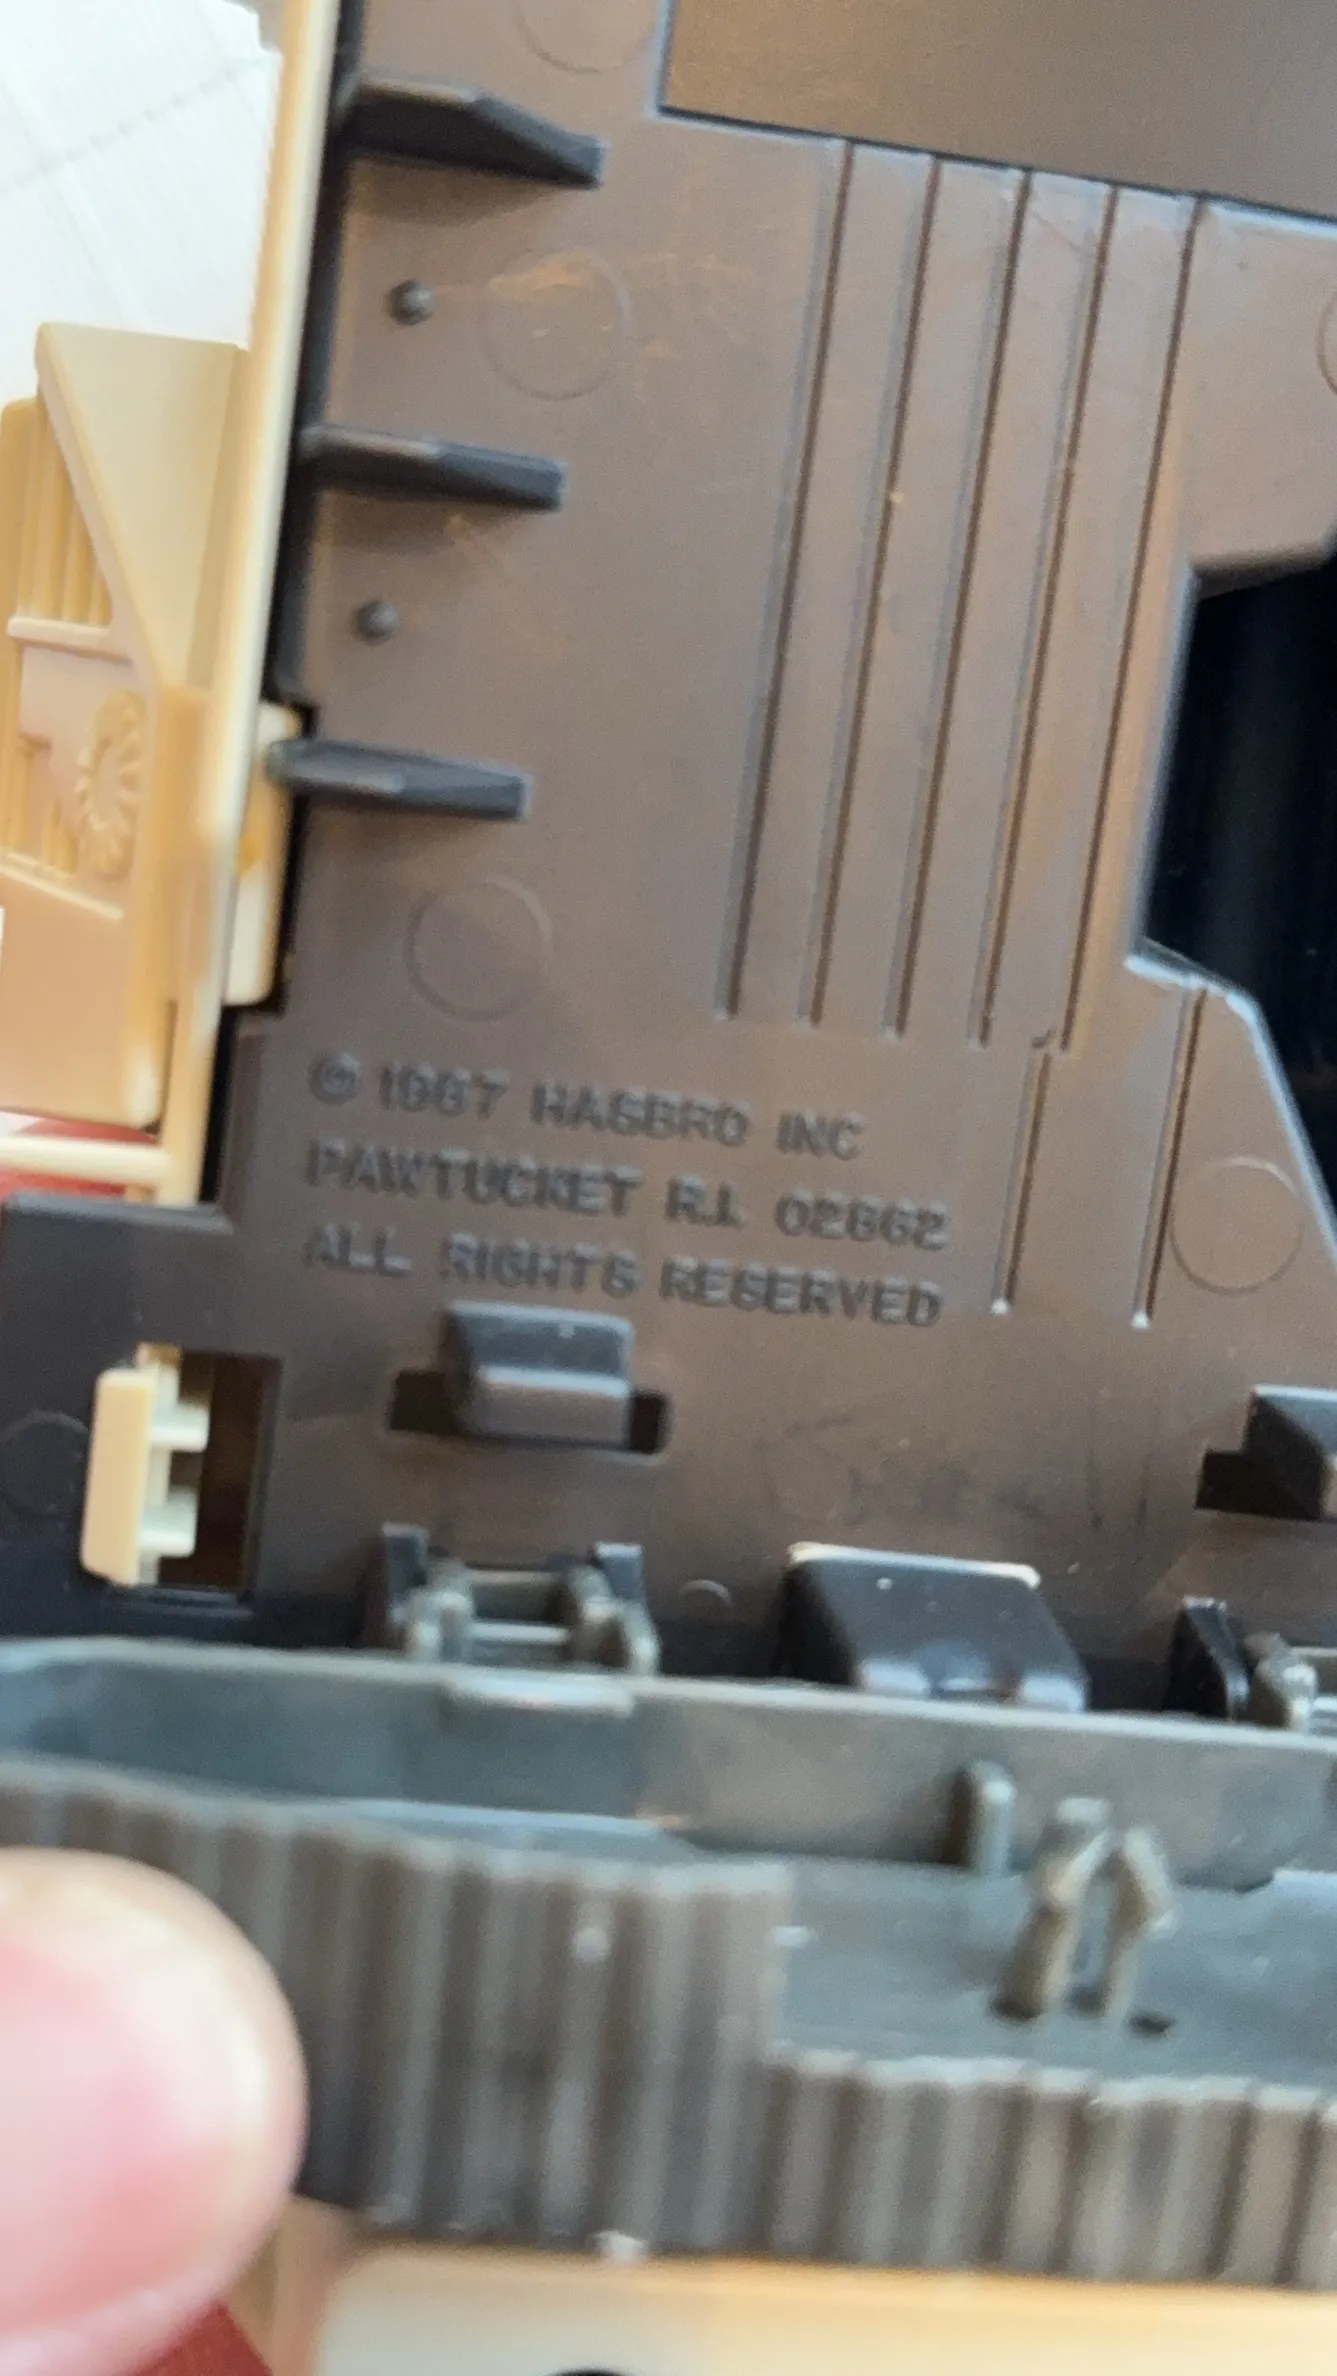 © 1987 HASBRO INC
PAWTUCKET R.I. 02862
ALL RIGHTS RESERVED